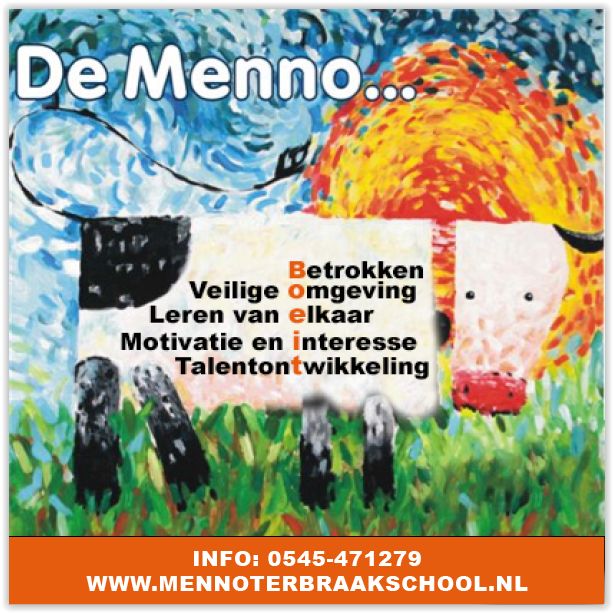 De Menno...
Betrokken
Veilige omgeving
Leren van elkaar
Motivatie en interesse
Talentontwikkeling
INFO: 0545-471279
WWW.MENNOTERBRAAKSCHOOL.NL